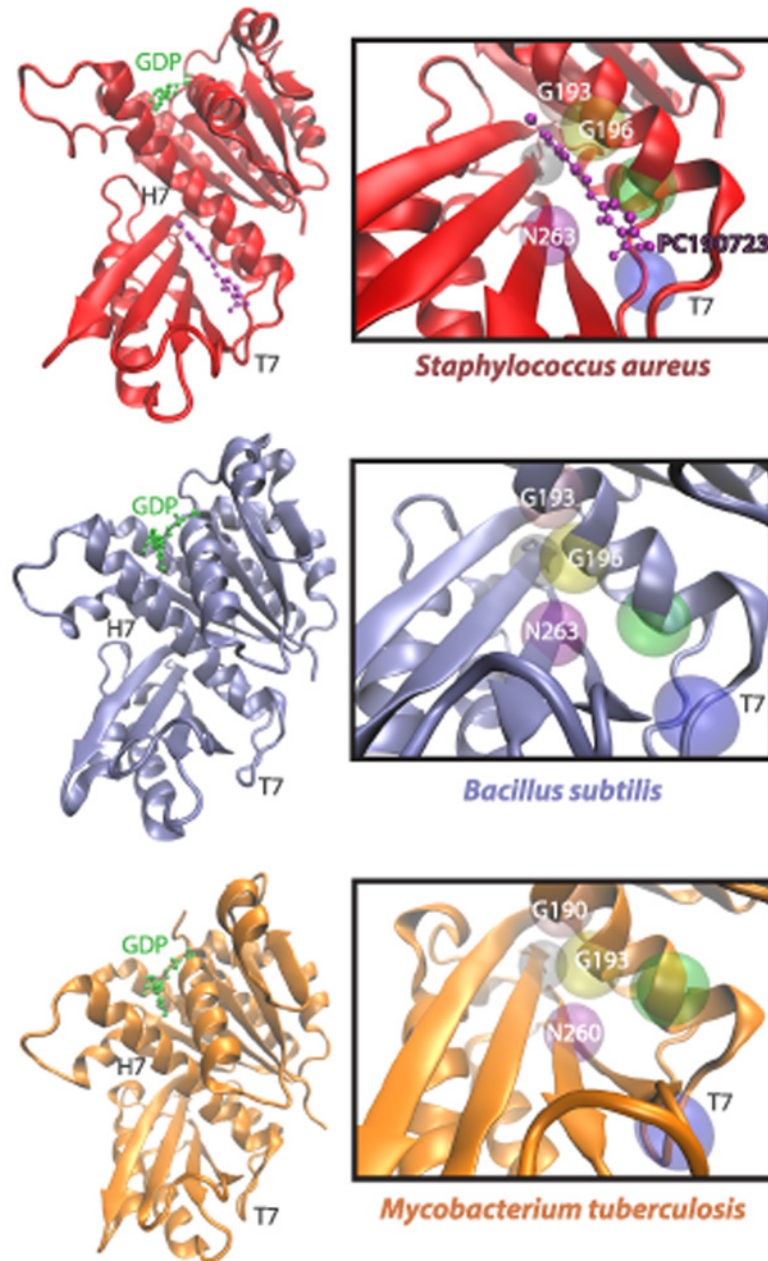 GDP
H7
T7
G193
G196
N263
PC190723
T7
Staphylococcus aureus
GDP
H7
T7
G193
G196
N263
T7
Bacillus subtilis
GDP
H7
T7
G190
G193
N260
T7
Mycobacterium tuberculosis